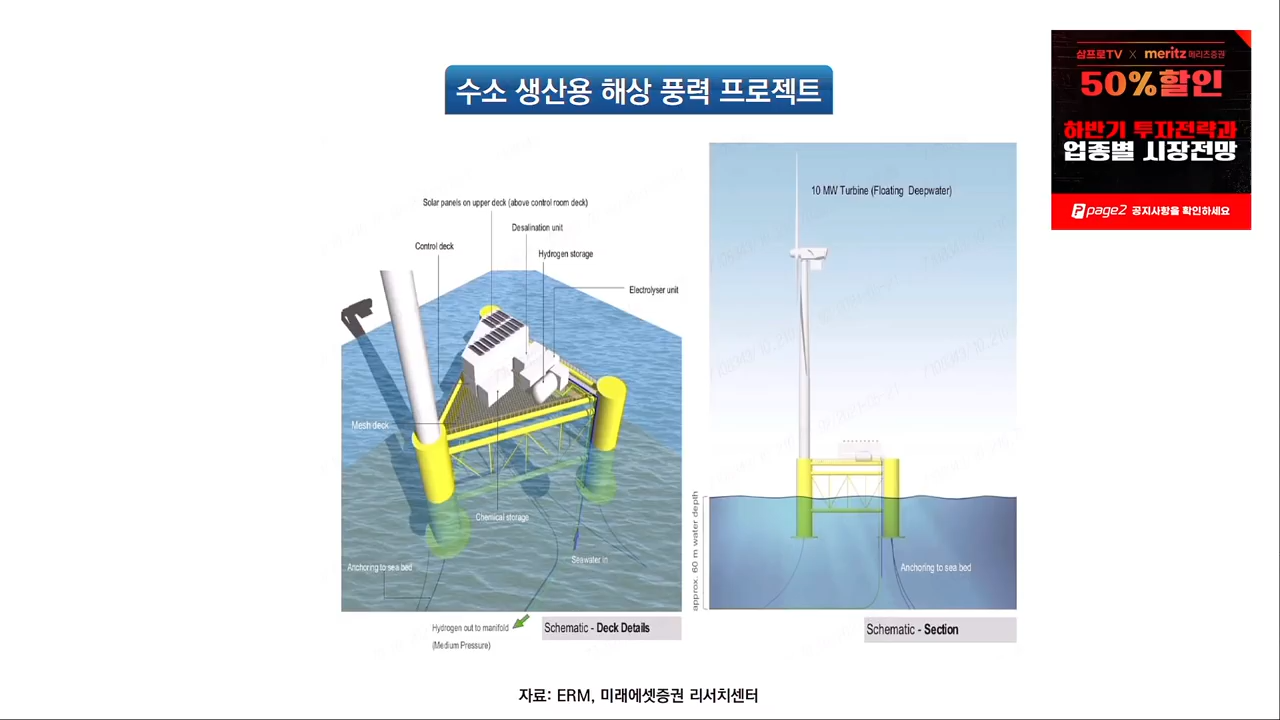 수소 생산용 해상 풍력 프로젝트
삼프로TV X meritz 메리츠증권
50%할인
하반기 투자전략과
업종별 시장전망
page2 공지사항을 확인하세요
Solar panels on upper deck (above control room deck)
Desalination unit
Control deck
Hydrogen storage
Electrolyser unit
Mesh deck
Chemical storage
Seawater in
Anchoring to sea bed
Hydrogen out to manifold
(Medium Pressure)
Schematic - Deck Details
10 MW Turbine (Floating Deepwater)
approx. 60 m water depth
Anchoring to sea bed
Schematic - Section
자료: ERM, 미래에셋증권 리서치센터